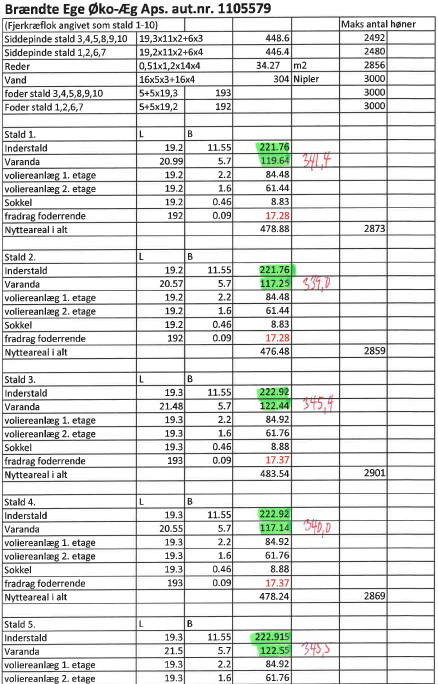 Brændte Ege Øko-Æg Aps. aut.nr. 1105579
(Fjerkræflok angivet som stald 1-10) Maks antal høner
Siddepinde stald 3,4,5,8,9,10 19,3x11x2+6x3 448.6 2492
Siddepinde stald 1,2,6,7 19,2x11x2+6x4 446.4 2480
Reder 0,51x1,2x14x4 34.27 m2 2856
Vand 16x5x3+16x4 304 Nipler 3000
foder stald 3,4,5,8,9,10 5+5x19,3 193 3000
Foder stald 1,2,6,7 5+5x19,2 192 3000
Stald 1. L B
Inderstald 19.2 11.55 221.76
Varanda 20.99 5.7 119.64 341,4
voliereanlæg 1. etage 19.2 2.2 84.48
voliereanlæg 2. etage 19.2 1.6 61.44
Sokkel 19.2 0.46 8.83
fradrag foderrende 192 0.09 17.28
Nytteareal i alt 478.88 2873
Stald 2. L B
Inderstald 19.2 11.55 221.76
Varanda 20.57 5.7 117.25 339,0
voliereanlæg 1. etage 19.2 2.2 84.48
voliereanlæg 2. etage 19.2 1.6 61.44
Sokkel 19.2 0.46 8.83
fradrag foderrende 192 0.09 17.28
Nytteareal i alt 476.48 2859
Stald 3. L B
Inderstald 19.3 11.55 222.92
Varanda 21.48 5.7 122.44 345,4
voliereanlæg 1. etage 19.3 2.2 84.92
voliereanlæg 2. etage 19.3 1.6 61.76
Sokkel 19.3 0.46 8.88
fradrag foderrende 193 0.09 17.37
Nytteareal i alt 483.54 2901
Stald 4. L B
Inderstald 19.3 11.55 222.92
Varanda 20.55 5.7 117.14 340,0
voliereanlæg 1. etage 19.3 2.2 84.92
voliereanlæg 2. etage 19.3 1.6 61.76
Sokkel 19.3 0.46 8.88
fradrag foderrende 193 0.09 17.37
Nytteareal i alt 478.24 2869
Stald 5. L B
Inderstald 19.3 11.55 222.915
Varanda 21.5 5.7 122.55 345,5
voliereanlæg 1. etage 19.3 2.2 84.92
voliereanlæg 2. etage 19.3 1.6 61.76